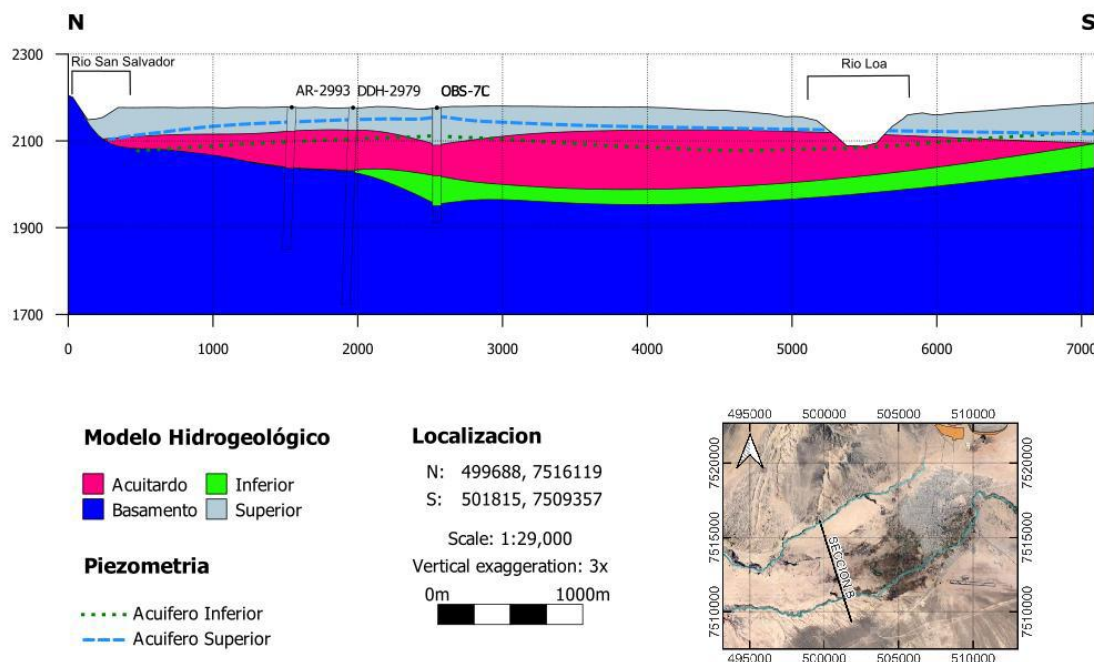 N
S
2300
Rio San Salvador
Rio Loa
AR-2993 DDH-2979 OBS-7C
2100
1900
1700
0 1000 2000 3000 4000 5000 6000 7000
Modelo Hidrogeológico
Acuitardo
Inferior
Basamento
Superior
Piezometria
Acuifero Inferior
Acuifero Superior
Localizacion
N: 499688, 7516119
S: 501815, 7509357
Scale: 1:29,000
Vertical exaggeration: 3x
0m 1000m
495000 500000 505000 510000
7520000
7520000
7515000
7515000
SECCION B
7510000
7510000
495000 500000 505000 510000